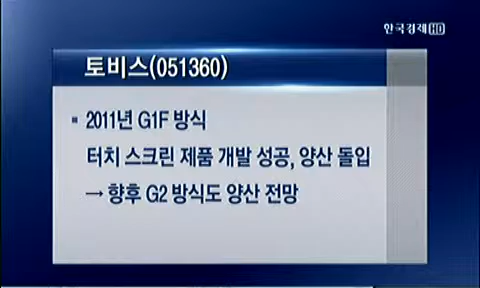 한국경제HD
토비스(051360)
▪ 2011년 G1F 방식
터치 스크린 제품 개발 성공, 양산 돌입
→ 향후 G2 방식도 양산 전망